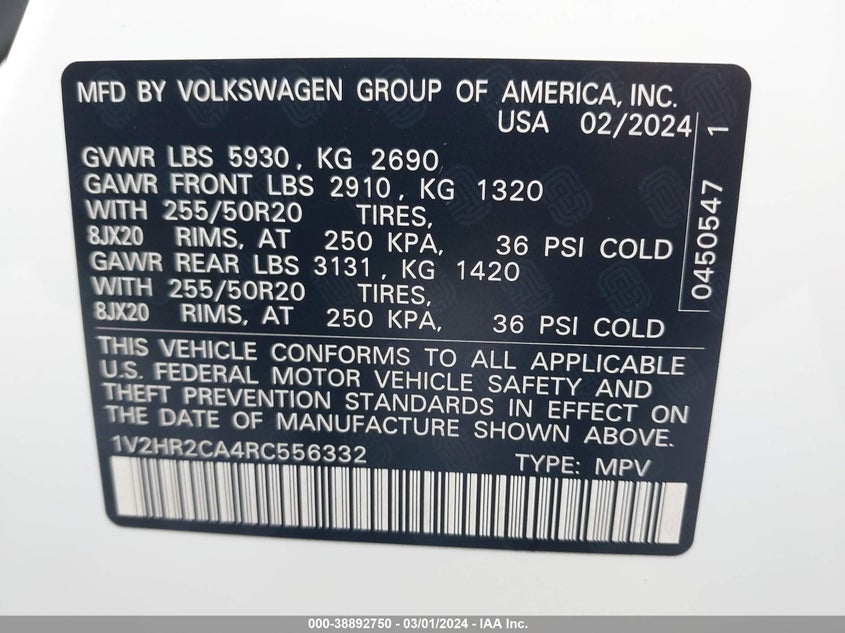 MFD BY VOLKSWAGEN GROUP OF AMERICA, INC.
USA 02/2024
GVWR LBS 5930, KG 2690
GAWR FRONT LBS 2910, KG 1320
WITH 255/50R20 TIRES,
8JX20 RIMS, AT 250 KPA, 36 PSI COLD
GAWR REAR LBS 3131, KG 1420
WITH 255/50R20 TIRES,
8JX20 RIMS, AT 250 KPA, 36 PSI COLD
0450547 1
THIS VEHICLE CONFORMS TO ALL APPLICABLE
U.S. FEDERAL MOTOR VEHICLE SAFETY AND
THEFT PREVENTION STANDARDS IN EFFECT ON
THE DATE OF MANUFACTURE SHOWN ABOVE.
1V2HR2CA4RC556332 TYPE: MPV
000-38892750 - 03/01/2024 - IAA Inc.